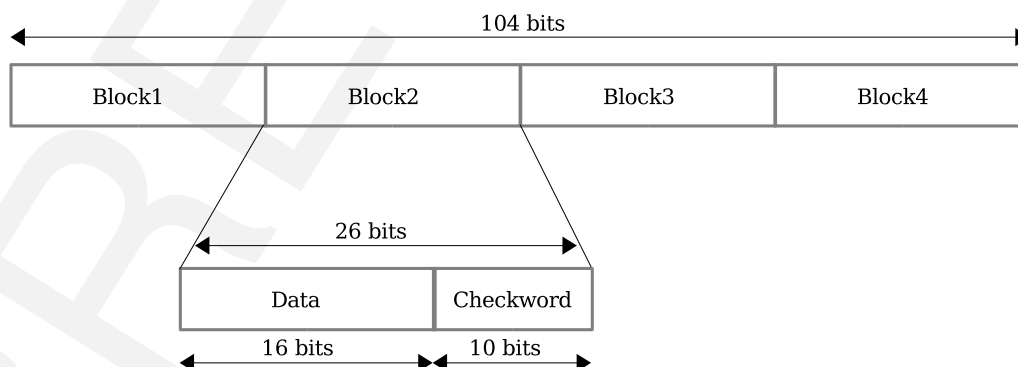 104 bits
Block1 Block2 Block3 Block4
26 bits
Data Checkword
16 bits 10 bits